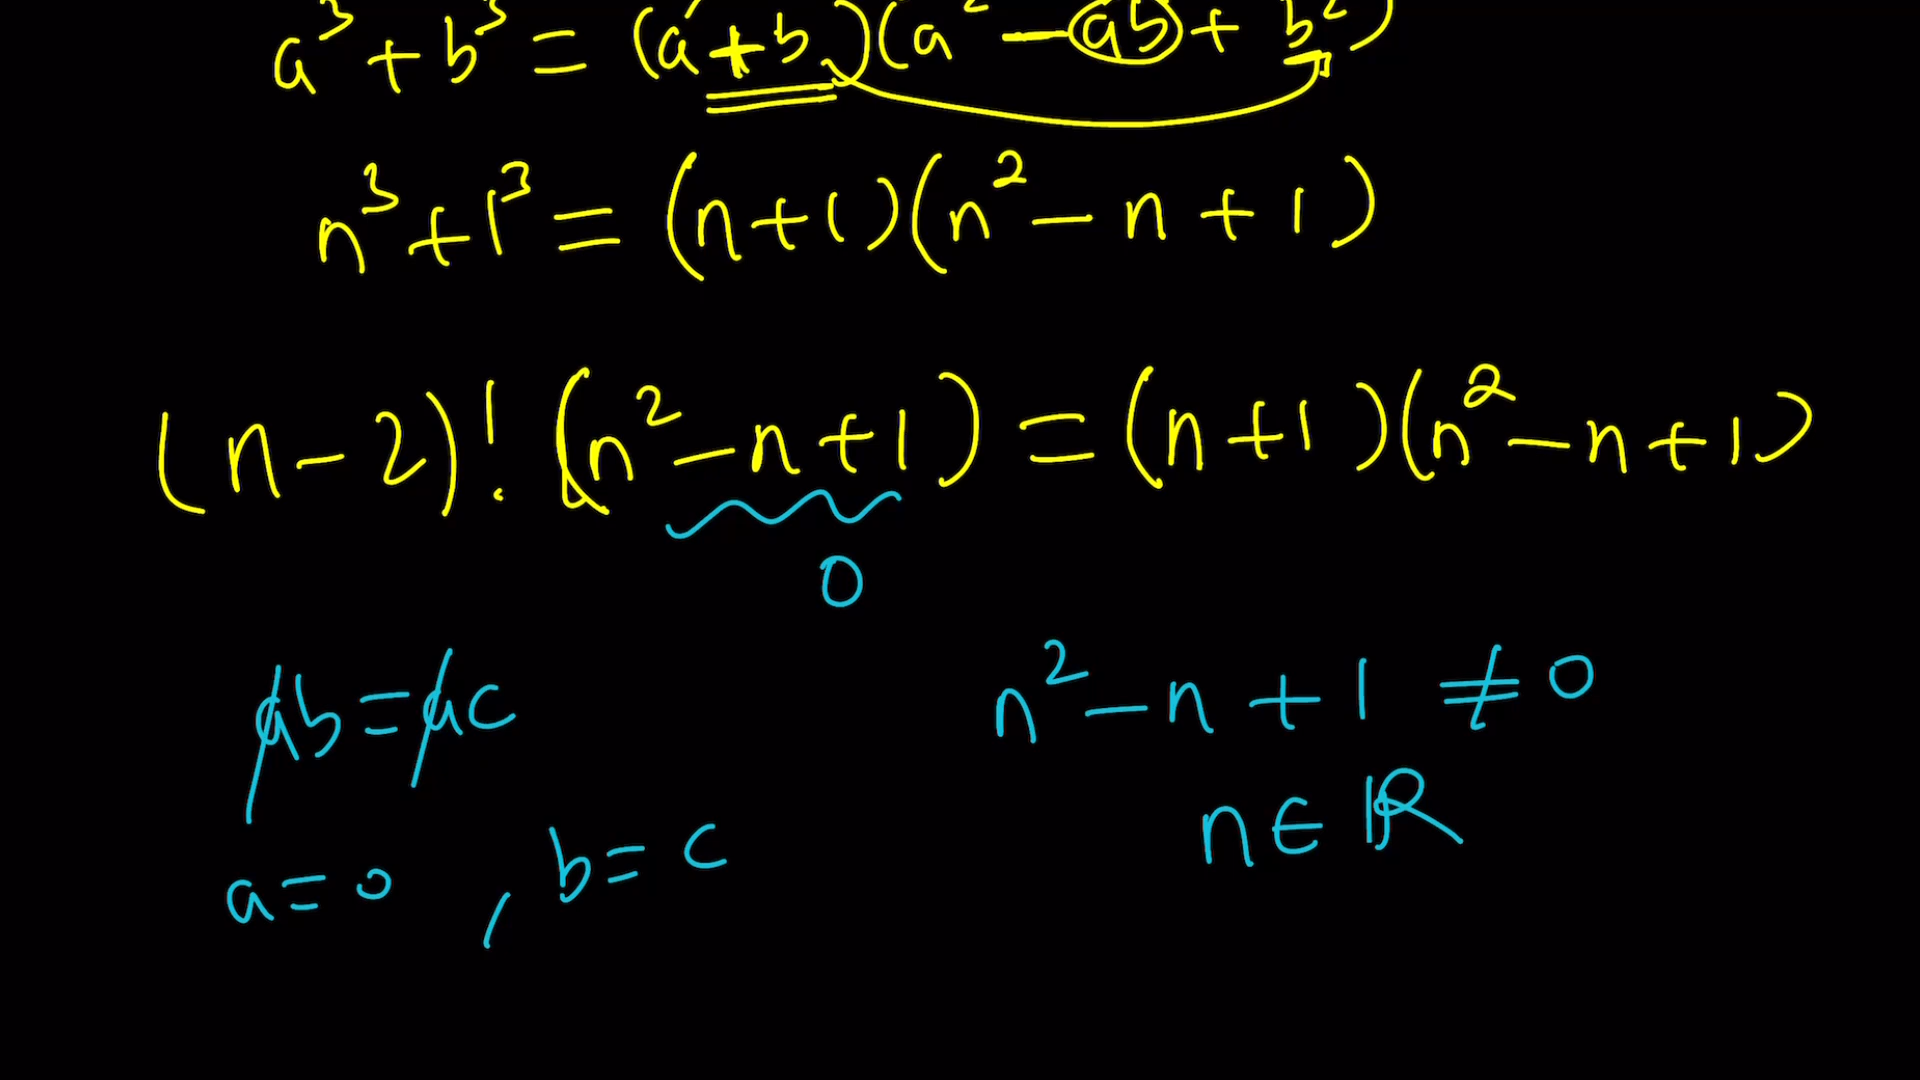 a³ + b³ = (a + b)(a² − ab + b²)
n³ + 1³ = (n+1)(n² − n + 1)
(n−2)! (n² − n + 1) = (n+1)(n² − n + 1)
0
ab = ac
n² − n + 1 ≠ 0
n ∈ ℝ
a = 0 , b = c